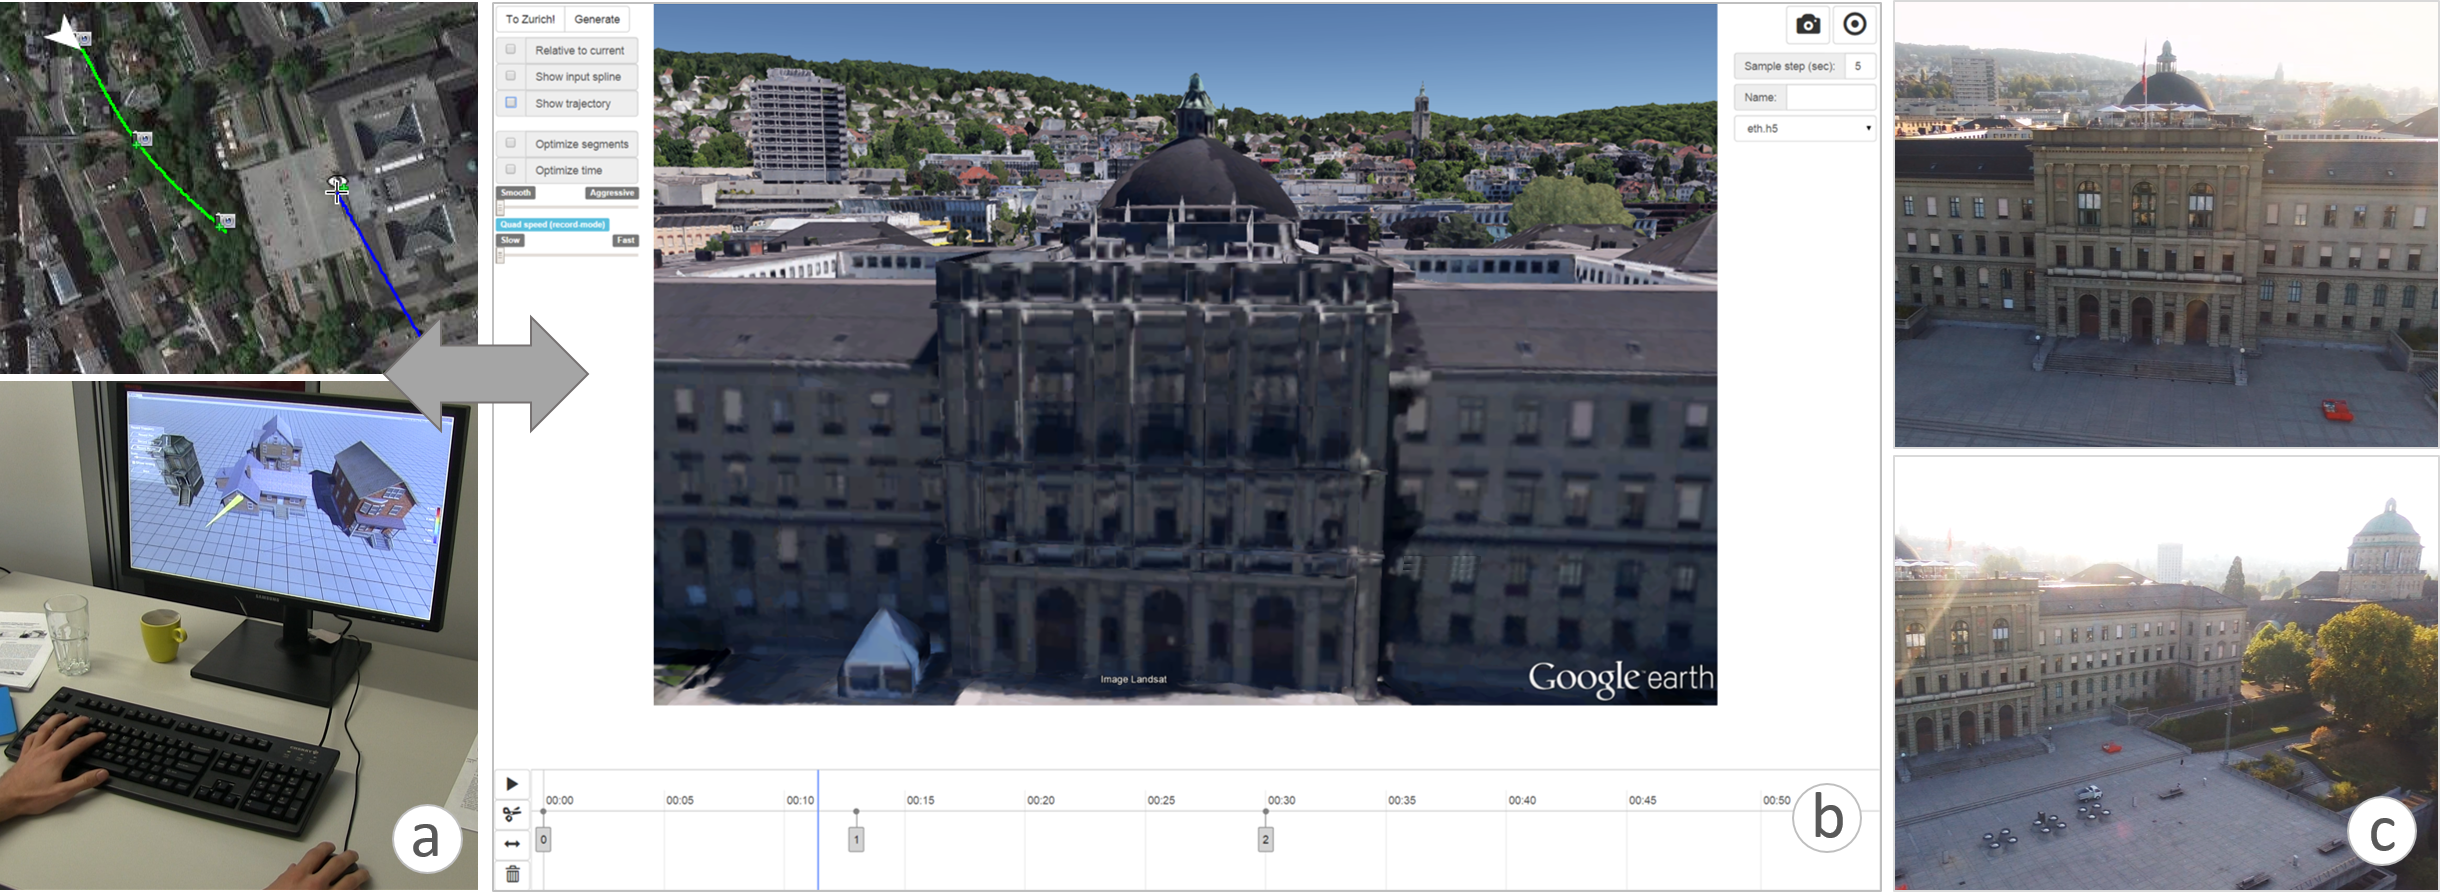 To Zurich!
Generate
Relative to current
Show input spline
Show trajectory
Optimize segments
Optimize time
Smooth
Aggressive
Quad speed (record-mode)
Slow
Fast
Sample step (sec): 5
Name:
eth.h5
Image Landsat
Google earth
SAMSUNG
CHERRY
00:00 00:05 00:10 00:15 00:20 00:25 00:30 00:35 00:40 00:45 00:50
0 1 2
a
b
c